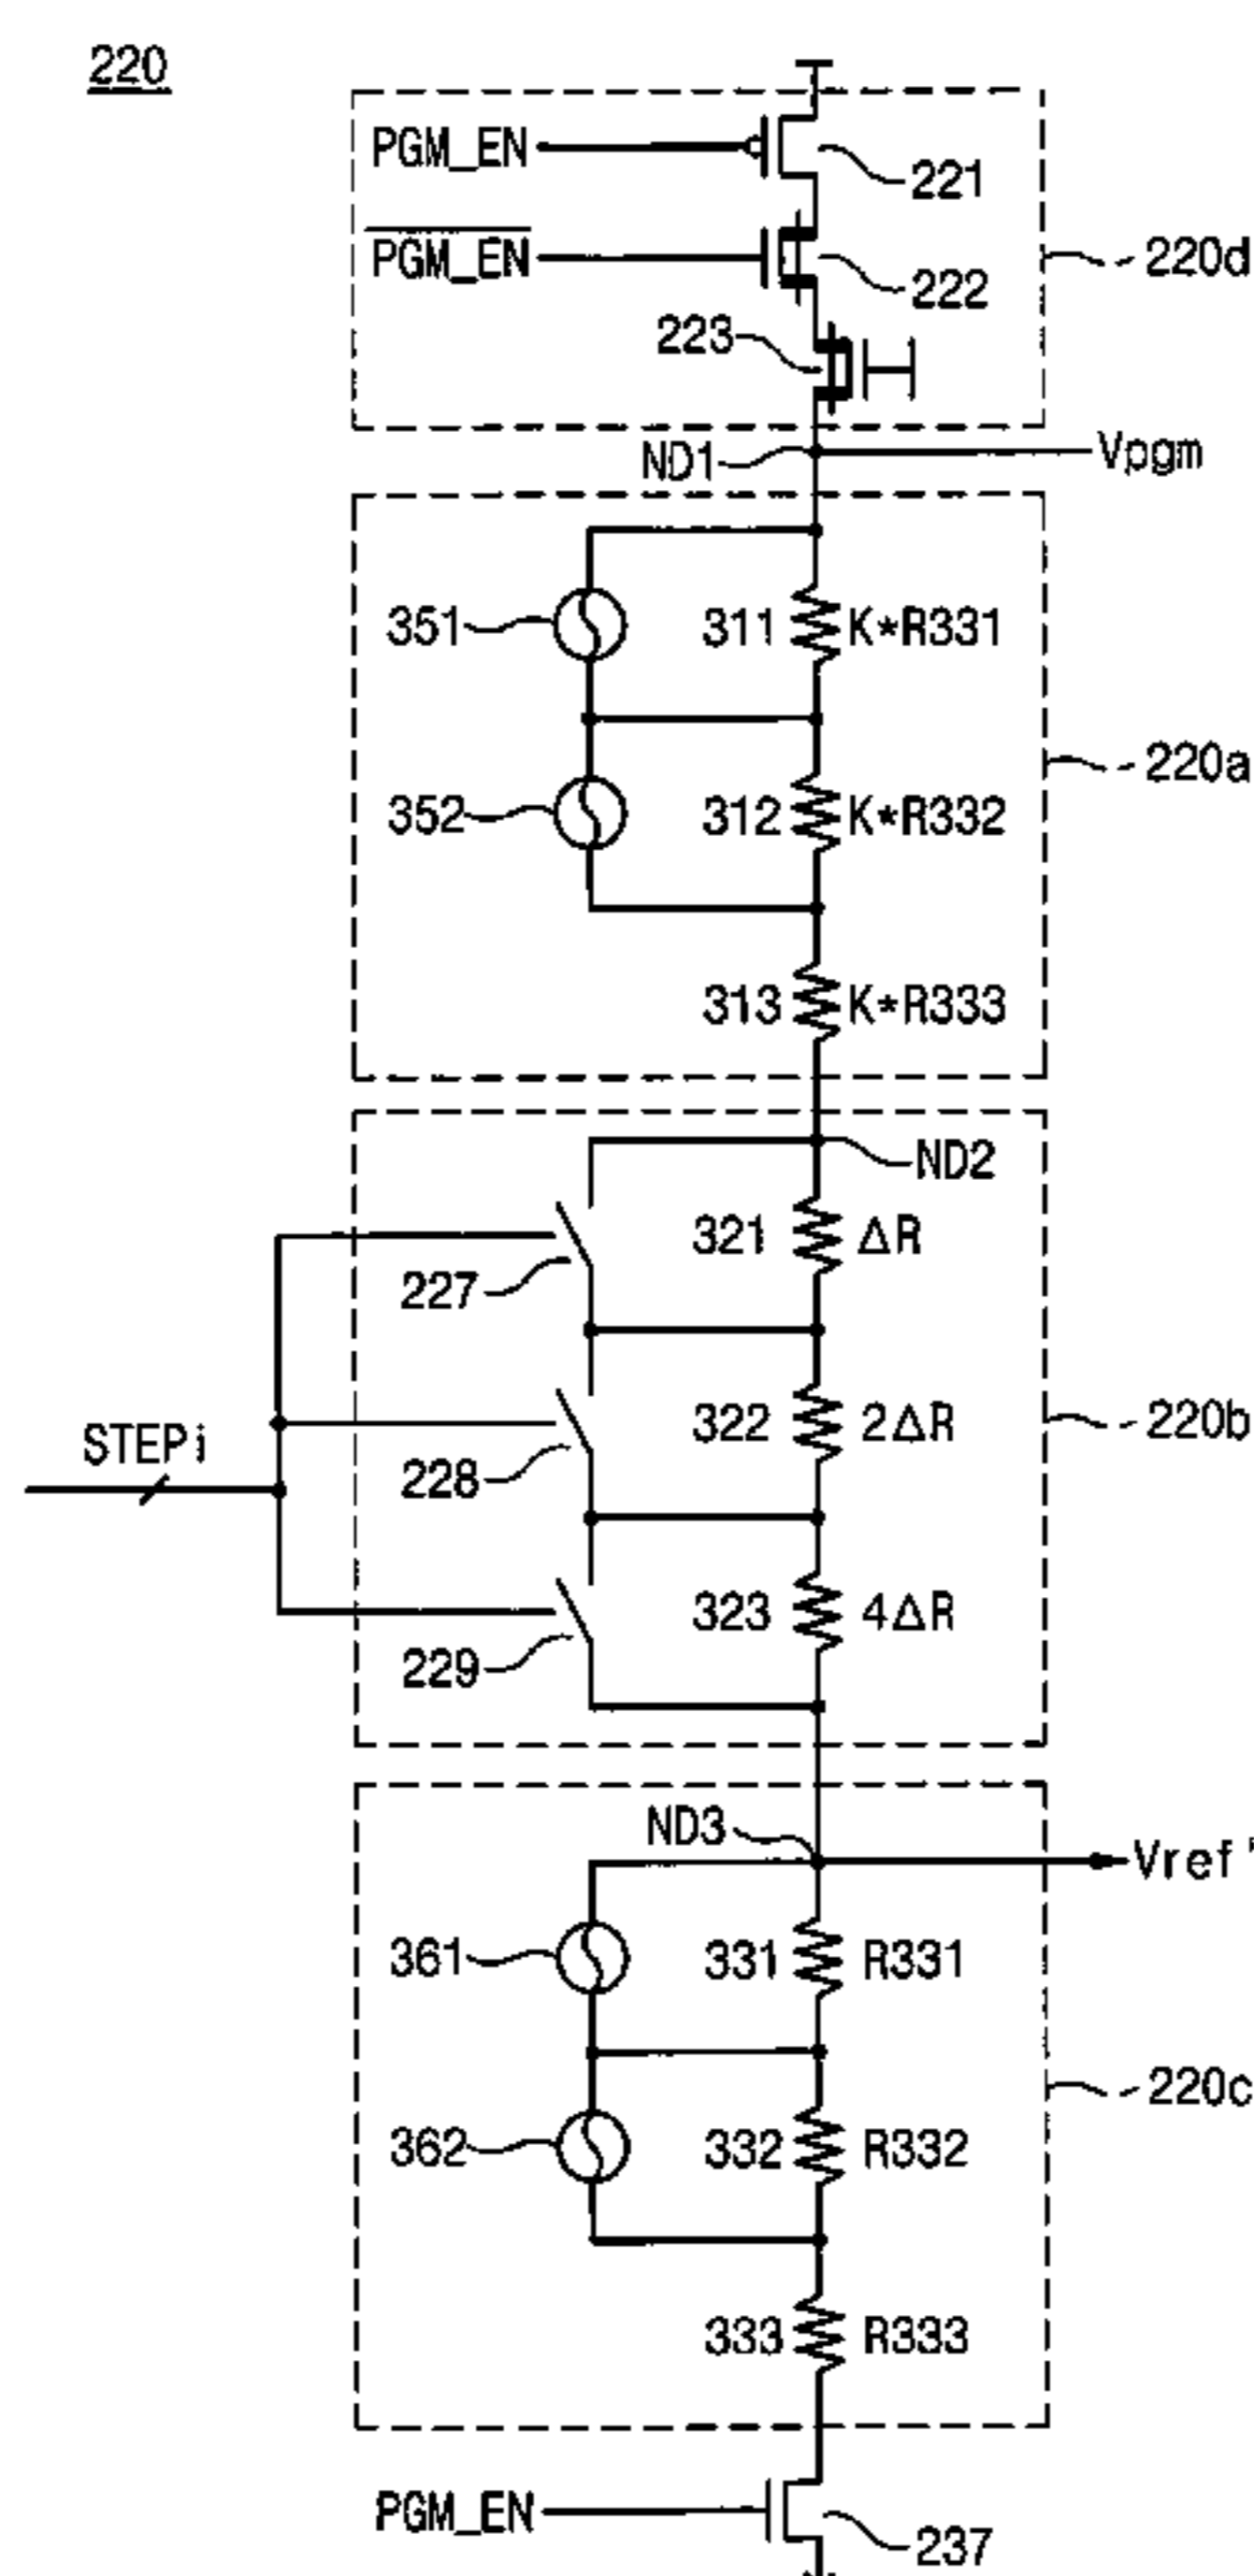 220
PGM_EN
221
PGM_EN
222
220d
223
ND1
Vpgm
351
311
K*R331
220a
352
312
K*R332
313
K*R333
ND2
321
ΔR
227
STEPi
322
2ΔR
220b
228
323
4ΔR
229
ND3
Vref'
361
331
R331
220c
362
332
R332
333
R333
PGM_EN
237